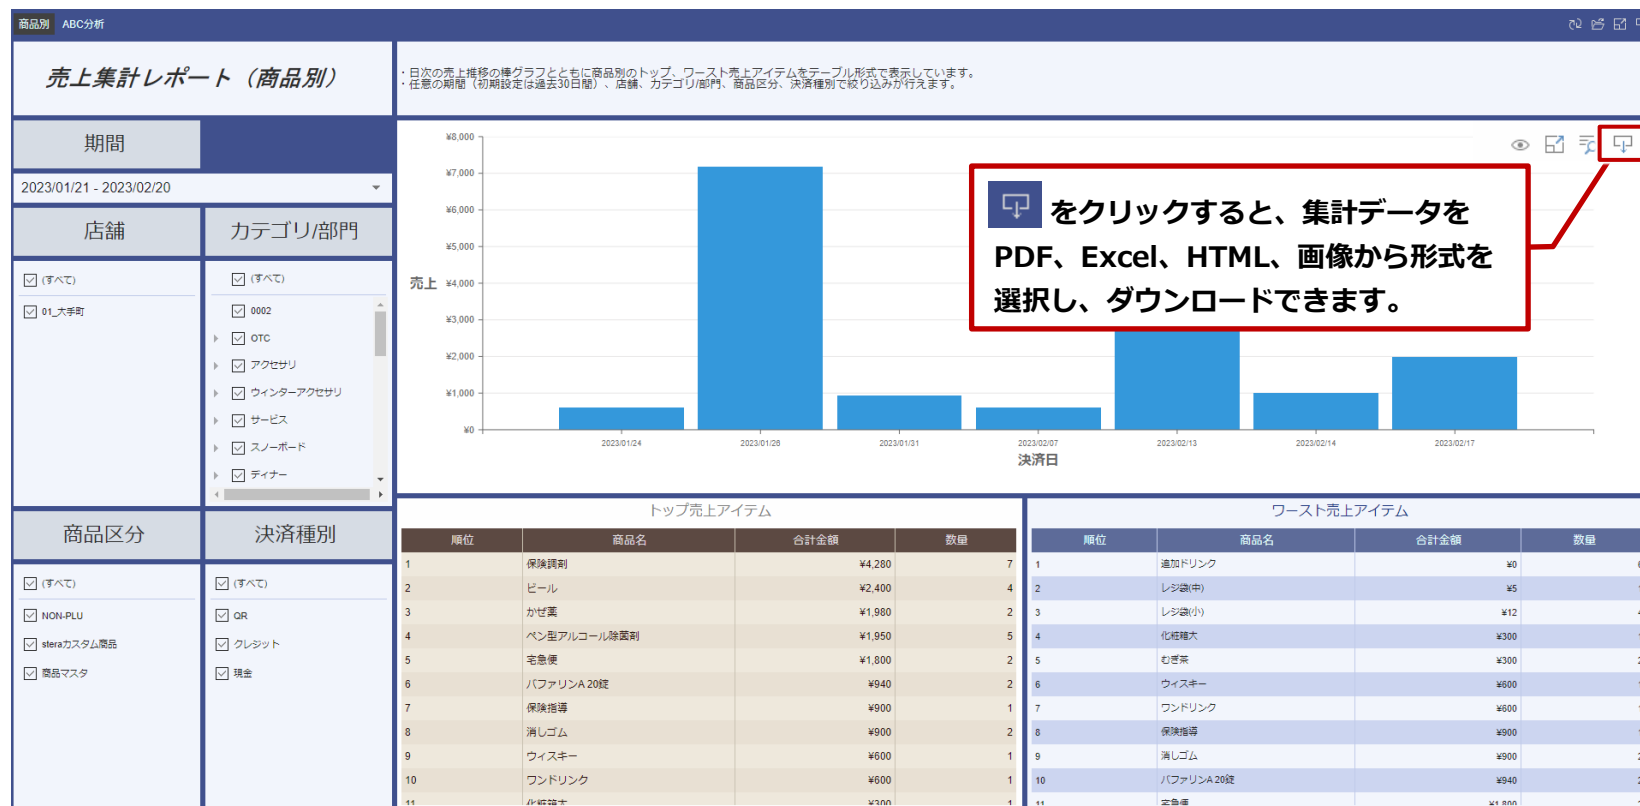 商品別 ABC分析
売上集計レポート（商品別）
・日次の売上推移の棒グラフとともに商品別のトップ、ワースト売上アイテムをテーブル形式で表示しています。
・任意の期間（初期設定は過去30日間）、店舗、カテゴリ/部門、商品区分、決済種別で絞り込みが行えます。
期間
2023/01/21 - 2023/02/20
店舗
(すべて)
01_大手町
カテゴリ/部門
(すべて)
0002
OTC
アクセサリ
ウィンターアクセサリ
サービス
スノーボード
ディナー
商品区分
(すべて)
NON-PLU
steraカスタム商品
商品マスタ
決済種別
(すべて)
QR
クレジット
現金
売上
¥8,000
¥7,000
¥6,000
¥5,000
¥4,000
¥3,000
¥2,000
¥1,000
¥0
2023/01/24 2023/01/26 2023/01/31 2023/02/07 2023/02/13 2023/02/14 2023/02/17
決済日
をクリックすると、集計データを
PDF、Excel、HTML、画像から形式を
選択し、ダウンロードできます。
トップ売上アイテム
順位 商品名 合計金額 数量
1 保険調剤 ¥4,280 7
2 ビール ¥2,400 4
3 かぜ薬 ¥1,980 2
4 ペン型アルコール除菌剤 ¥1,950 5
5 宅急便 ¥1,800 2
6 バファリンA 20錠 ¥940 2
7 保険指導 ¥900 1
8 消しゴム ¥900 2
9 ウィスキー ¥600 1
10 ワンドリンク ¥600 1
11 化粧箱大 ¥300 1
ワースト売上アイテム
順位 商品名 合計金額 数量
1 追加ドリンク ¥0
2 レジ袋(中) ¥5
3 レジ袋(小) ¥12
4 化粧箱大 ¥300
5 むぎ茶 ¥300
6 ウィスキー ¥600
7 ワンドリンク ¥600
8 保険指導 ¥900
9 消しゴム ¥900
10 バファリンA 20錠 ¥940
11 宅急便 ¥1,800